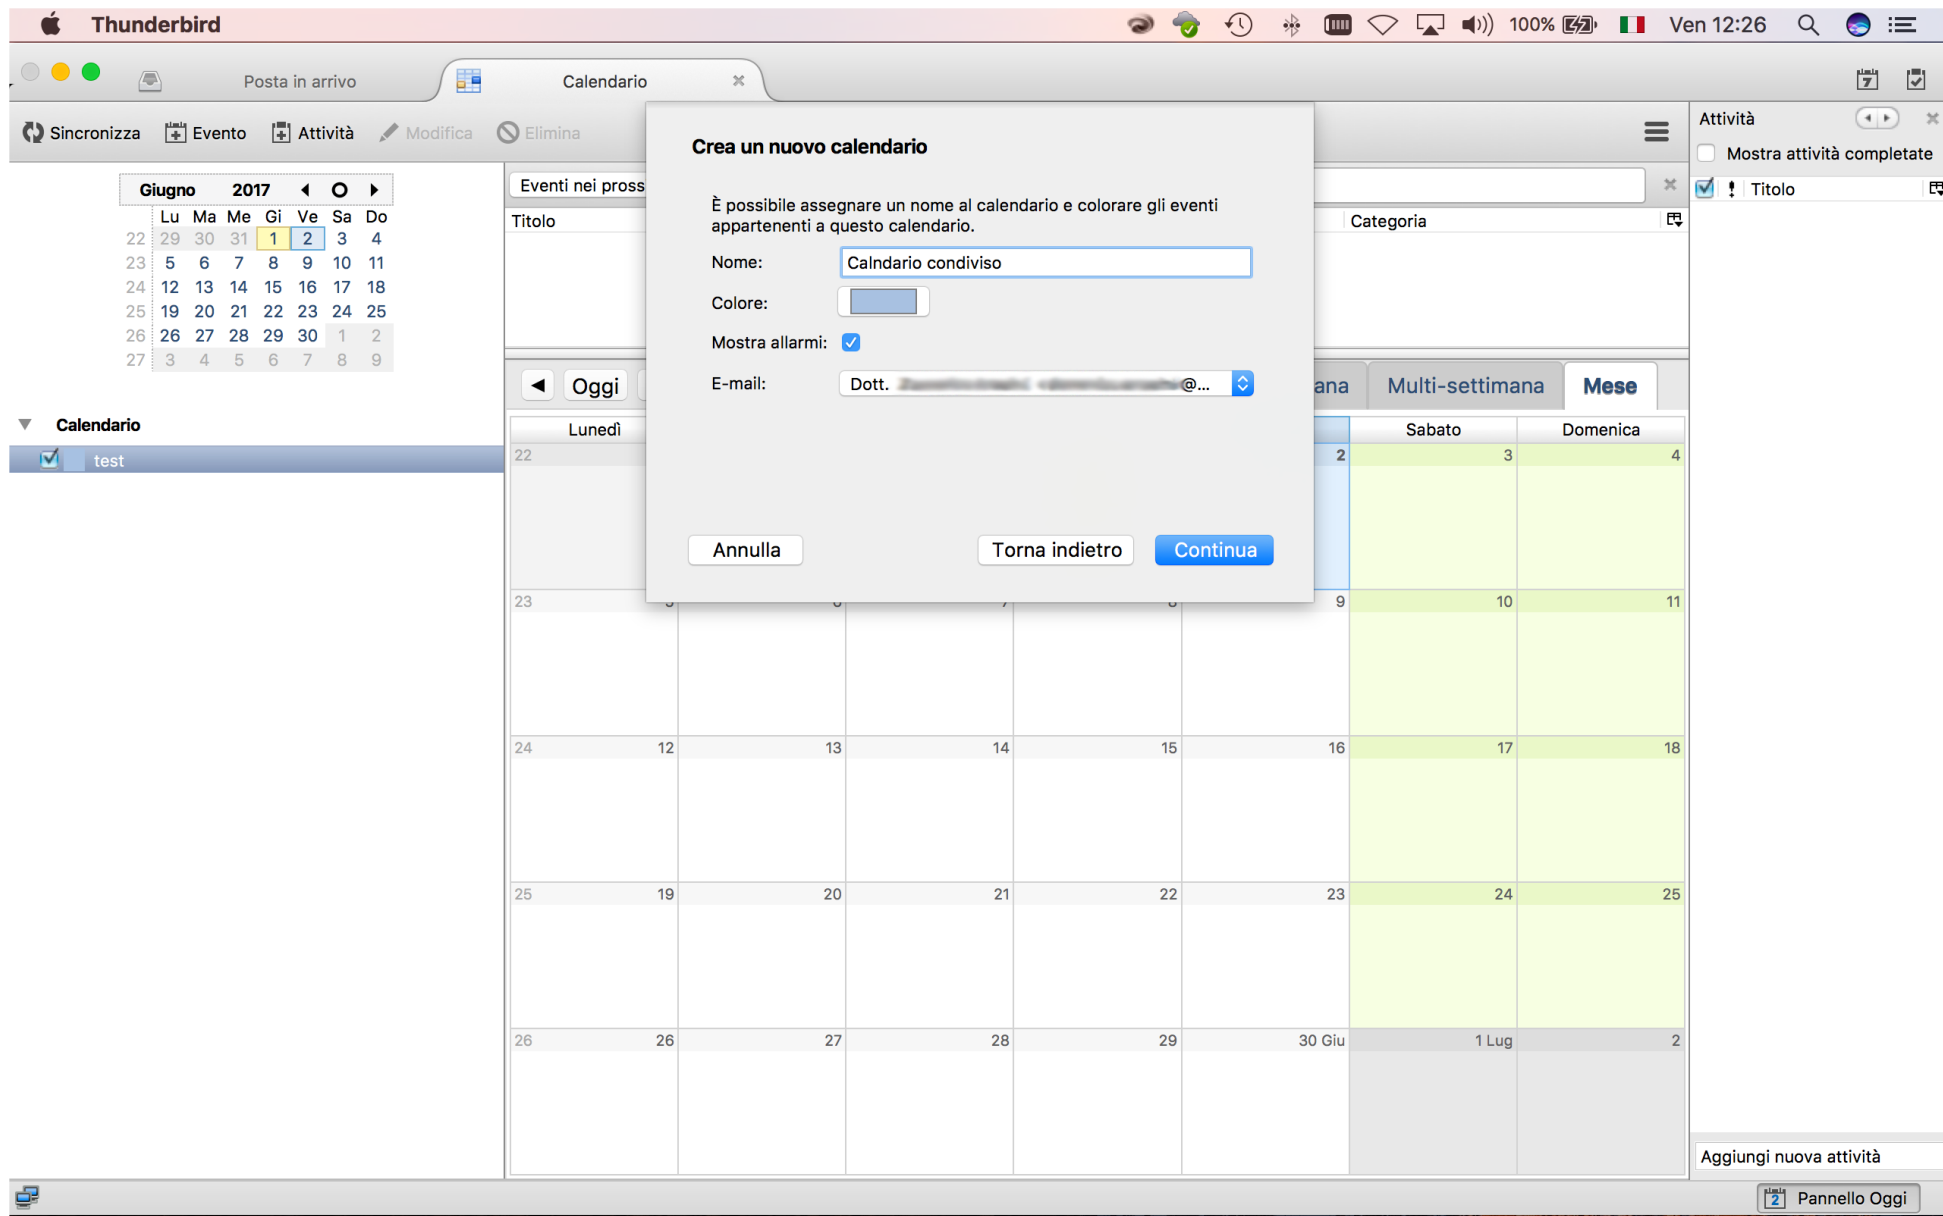 Thunderbird
100%
Ven 12:26
Posta in arrivo
Calendario
Sincronizza
Evento
Attività
Modifica
Elimina
Giugno 2017
Lu Ma Me Gi Ve Sa Do
22 29 30 31 1 2 3 4
23 5 6 7 8 9 10 11
24 12 13 14 15 16 17 18
25 19 20 21 22 23 24 25
26 26 27 28 29 30 1 2
27 3 4 5 6 7 8 9
Calendario
test
Eventi nei pross
Titolo
Categoria
Crea un nuovo calendario
È possibile assegnare un nome al calendario e colorare gli eventi
appartenenti a questo calendario.
Nome: Calndario condiviso
Colore:
Mostra allarmi:
E-mail: Dott. @...
Annulla
Torna indietro
Continua
Oggi
ana
Multi-settimana
Mese
Lunedì
Sabato
Domenica
22 2 3 4
23 9 10 11
24 12 13 14 15 16 17 18
25 19 20 21 22 23 24 25
26 26 27 28 29 30 Giu 1 Lug 2
Attività
Mostra attività completate
Titolo
Aggiungi nuova attività
2 Pannello Oggi